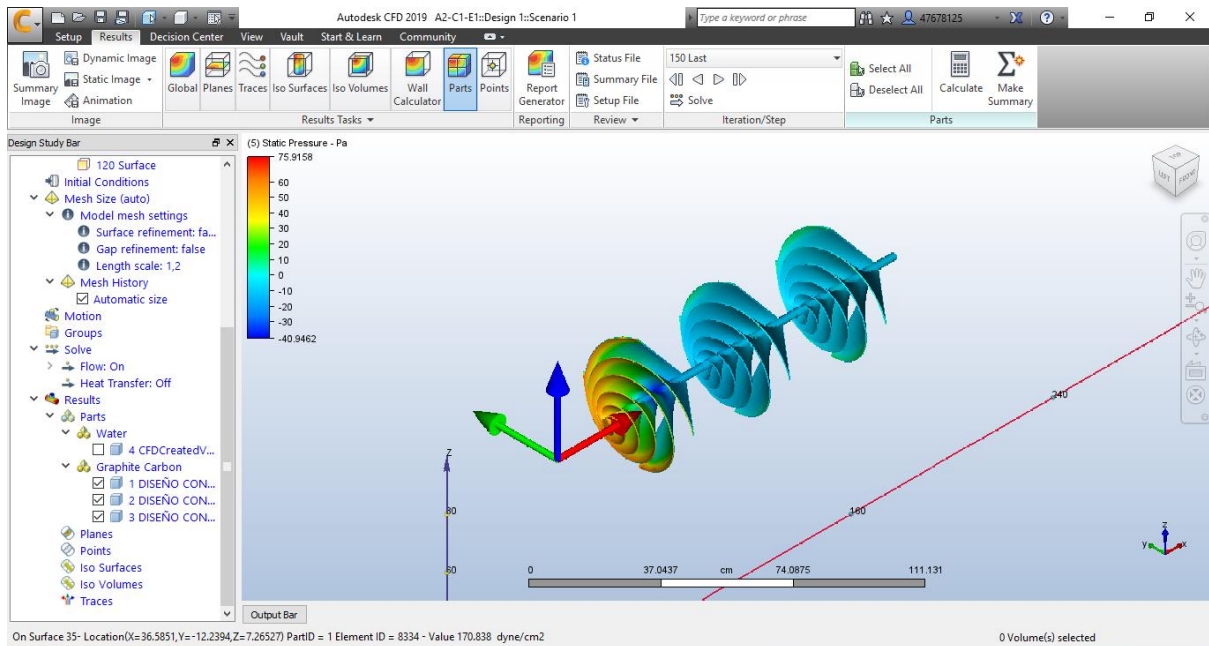 Autodesk CFD 2019 A2-C1-E1::Design 1::Scenario 1
Type a keyword or phrase
47678125
Setup Results Decision Center View Vault Start & Learn Community
Summary Image
Dynamic Image
Static Image
Animation
Image
Global Planes Traces Iso Surfaces Iso Volumes Wall Calculator Parts Points
Results Tasks
Report Generator
Reporting
Status File
Summary File
Setup File
Review
150 Last
Solve
Iteration/Step
Select All
Deselect All
Calculate Make Summary
Parts
Design Study Bar
120 Surface
Initial Conditions
Mesh Size (auto)
Model mesh settings
Surface refinement: fa...
Gap refinement: false
Length scale: 1,2
Mesh History
Automatic size
Motion
Groups
Solve
Flow: On
Heat Transfer: Off
Results
Parts
Water
4 CFDCreatedV...
Graphite Carbon
1 DISEÑO CON...
2 DISEÑO CON...
3 DISEÑO CON...
Planes
Points
Iso Surfaces
Iso Volumes
Traces
(5) Static Pressure - Pa
75.9158
60
50
40
30
20
10
0
-10
-20
-30
-40.9462
TOP
LEFT
FRONT
240
Z
80
160
60
0 37.0437 cm 74.0875 111.131
z
y
x
Output Bar
On Surface 35- Location(X=36.5851,Y=-12.2394,Z=7.26527) PartID = 1 Element ID = 8334 - Value 170.838 dyne/cm2
0 Volume(s) selected